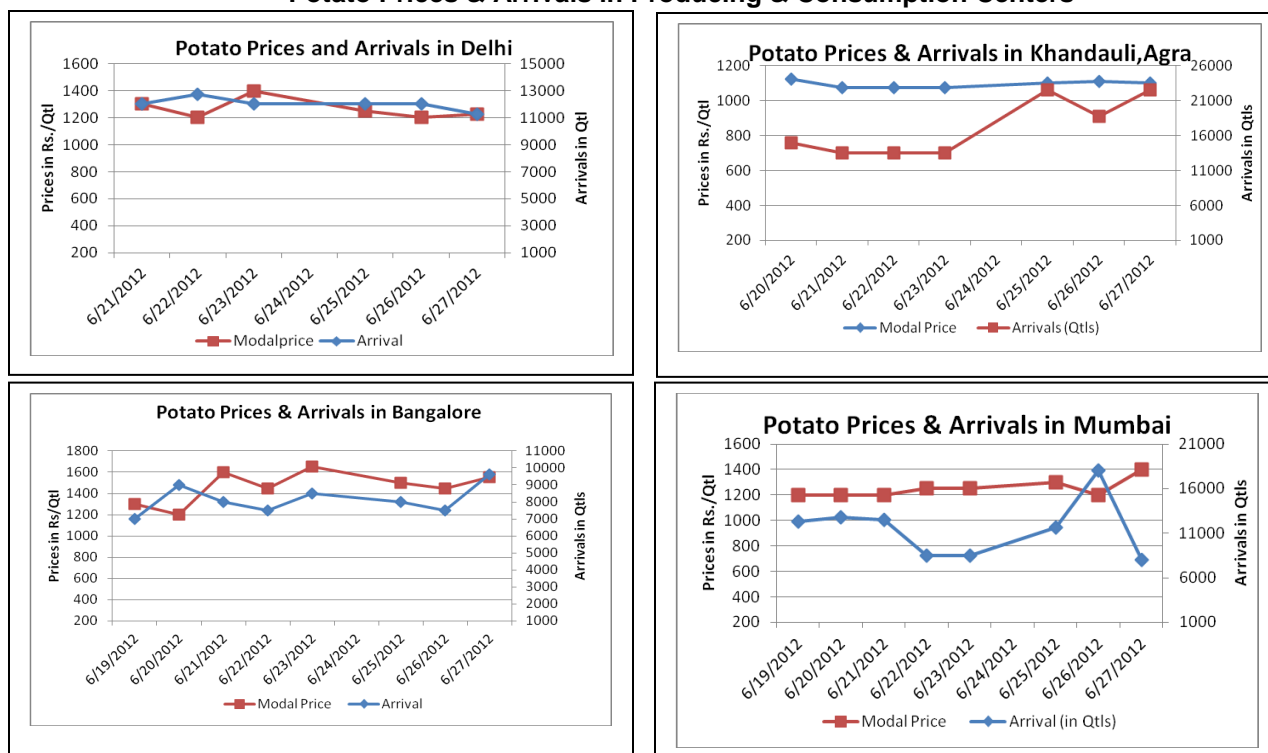 Potato Prices & Arrivals in Producing & Consumption Centers
Potato Prices and Arrivals in Delhi
Prices in Rs./Qtl
1600
1400
1200
1000
800
600
400
200
15000
13000
11000
9000
7000
5000
3000
1000
Arrivals in Qtl
6/21/2012 6/22/2012 6/23/2012 6/24/2012 6/25/2012 6/26/2012 6/27/2012
Modalprice Arrival
Potato Prices & Arrivals in Khandauli,Agra
Prices in Rs./Qtl
1200
1000
800
600
400
200
26000
21000
16000
11000
6000
1000
Arrivals in Qtls
6/20/2012 6/21/2012 6/22/2012 6/23/2012 6/24/2012 6/25/2012 6/26/2012 6/27/2012
Modal Price Arrivals (Qtls)
Potato Prices & Arrivals in Bangalore
Prices in Rs/Qtl
1800
1600
1400
1200
1000
800
600
400
200
11000
10000
9000
8000
7000
6000
5000
4000
3000
2000
1000
Arrivals in Qtls
6/19/2012 6/20/2012 6/21/2012 6/22/2012 6/23/2012 6/24/2012 6/25/2012 6/26/2012 6/27/2012
Modal Price Arrival
Potato Prices & Arrivals in Mumbai
Prices in Rs./Qtl
1600
1400
1200
1000
800
600
400
200
21000
16000
11000
6000
1000
Arrivals in Qtls
6/19/2012 6/20/2012 6/21/2012 6/22/2012 6/23/2012 6/24/2012 6/25/2012 6/26/2012 6/27/2012
Modal Price Arrival (in Qtls)